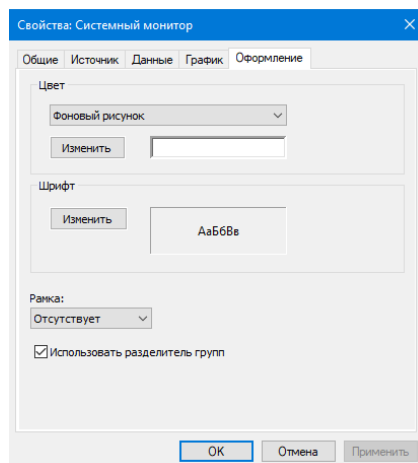 Свойства: Системный монитор
Общие Источник Данные График Оформление
Цвет
Фоновый рисунок
Изменить
Шрифт
Изменить
АаБбВв
Рамка:
Отсутствует
Использовать разделитель групп
OK Отмена Применить